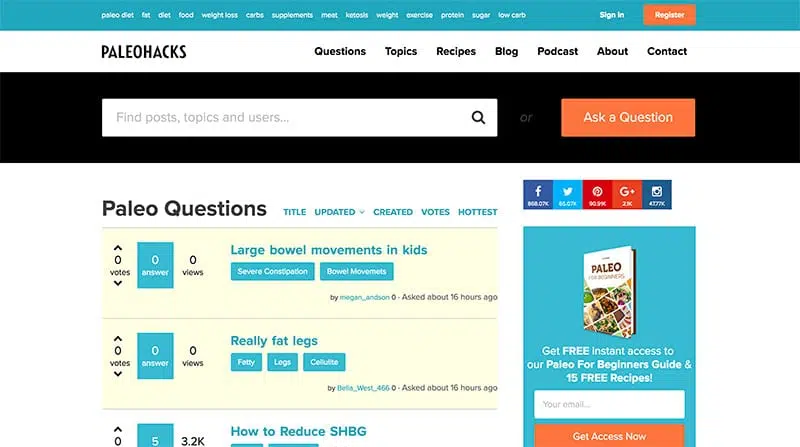 paleo diet fat diet food weight loss carbs supplements meat ketosis weight exercise protein sugar low carb Sign In Register
PALEOHACKS Questions Topics Recipes Blog Podcast About Contact
Find posts, topics and users... or Ask a Question
868.07K 85.07K 90.91K 2.1K 47.77K
Paleo Questions TITLE UPDATED CREATED VOTES HOTTEST
0 votes 0 answer 0 views
Large bowel movements in kids
Severe Constipation Bowel Movemets
by megan_andson 0 · Asked about 16 hours ago
0 votes 0 answer 0 views
Really fat legs
Fatty Legs Cellulite
by Bella_West_466 0 · Asked about 16 hours ago
0 5 3.2K
How to Reduce SHBG
PALEO
FOR BEGINNERS
Get FREE Instant access to
our Paleo For Beginners Guide &
15 FREE Recipes!
Your email...
Get Access Now